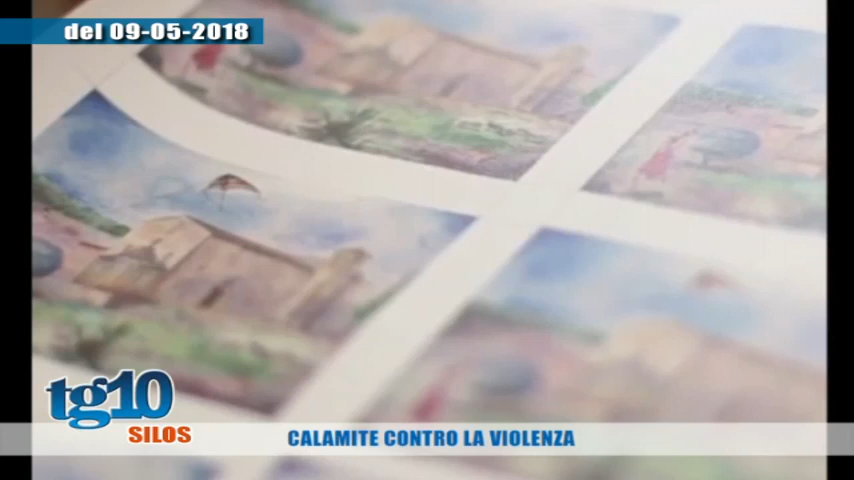 del 09-05-2018
tg10
SILOS
CALAMITE CONTRO LA VIOLENZA